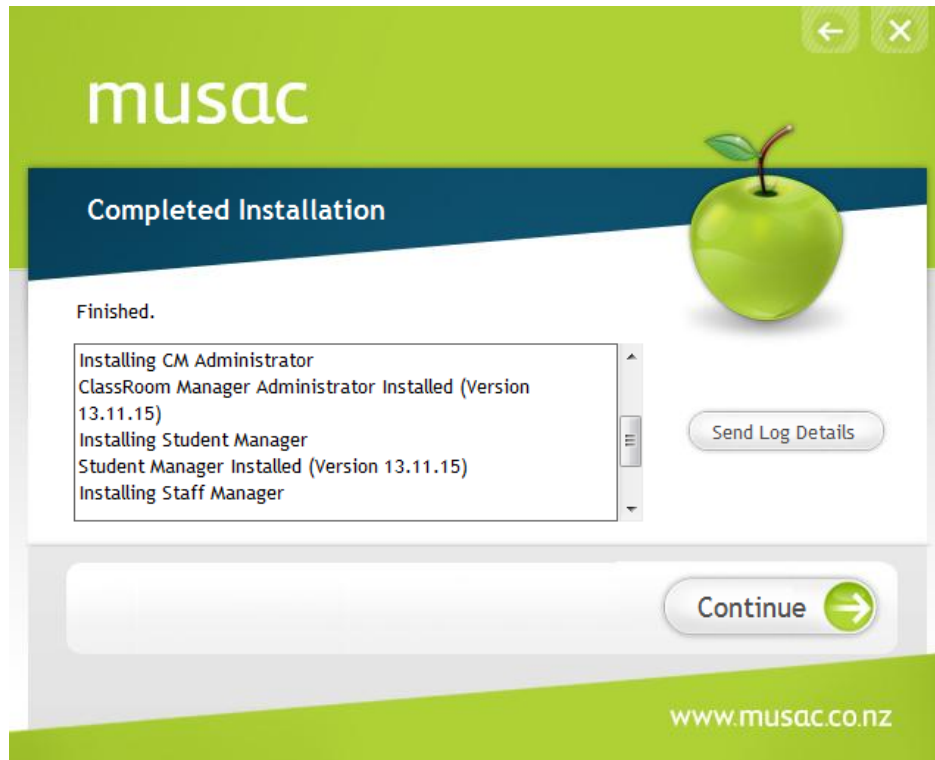 musac
Completed Installation
Finished.
Installing CM Administrator
ClassRoom Manager Administrator Installed (Version
13.11.15)
Installing Student Manager
Student Manager Installed (Version 13.11.15)
Installing Staff Manager
Send Log Details
Continue
www.musac.co.nz